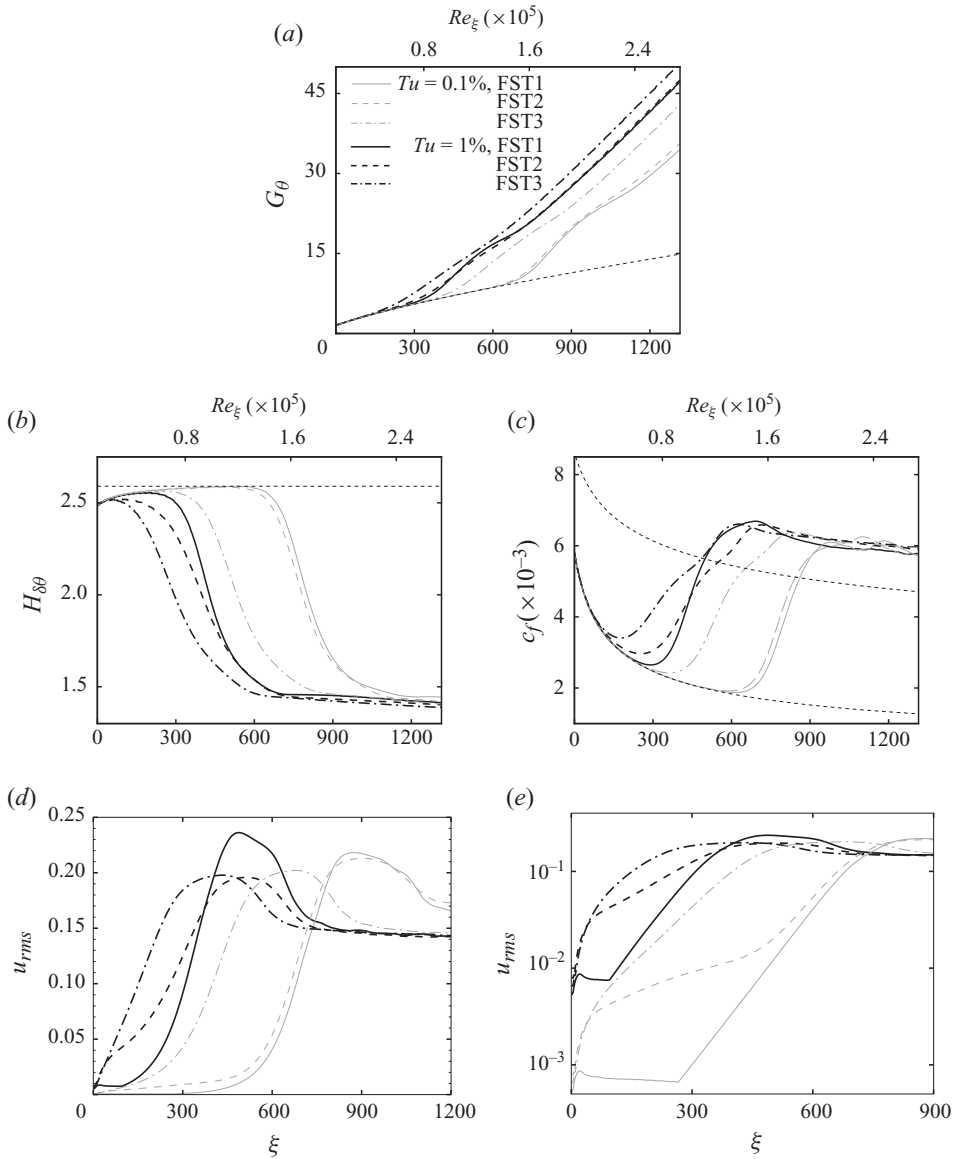 (a)
Re_ξ (×10^5)
0.8 1.6 2.4
45
30
15
G_θ
Tu = 0.1%, FST1
FST2
FST3
Tu = 1%, FST1
FST2
FST3
0 300 600 900 1200
(b)
Re_ξ (×10^5)
0.8 1.6 2.4
2.5
2.0
1.5
H_δθ
0 300 600 900 1200
(c)
Re_ξ (×10^5)
0.8 1.6 2.4
8
6
4
2
c_f (×10^−3)
0 300 600 900 1200
(d)
0.25
0.20
0.15
0.10
0.05
u_rms
0 300 600 900 1200
ξ
(e)
10^−1
10^−2
10^−3
u_rms
0 300 600 900
ξ